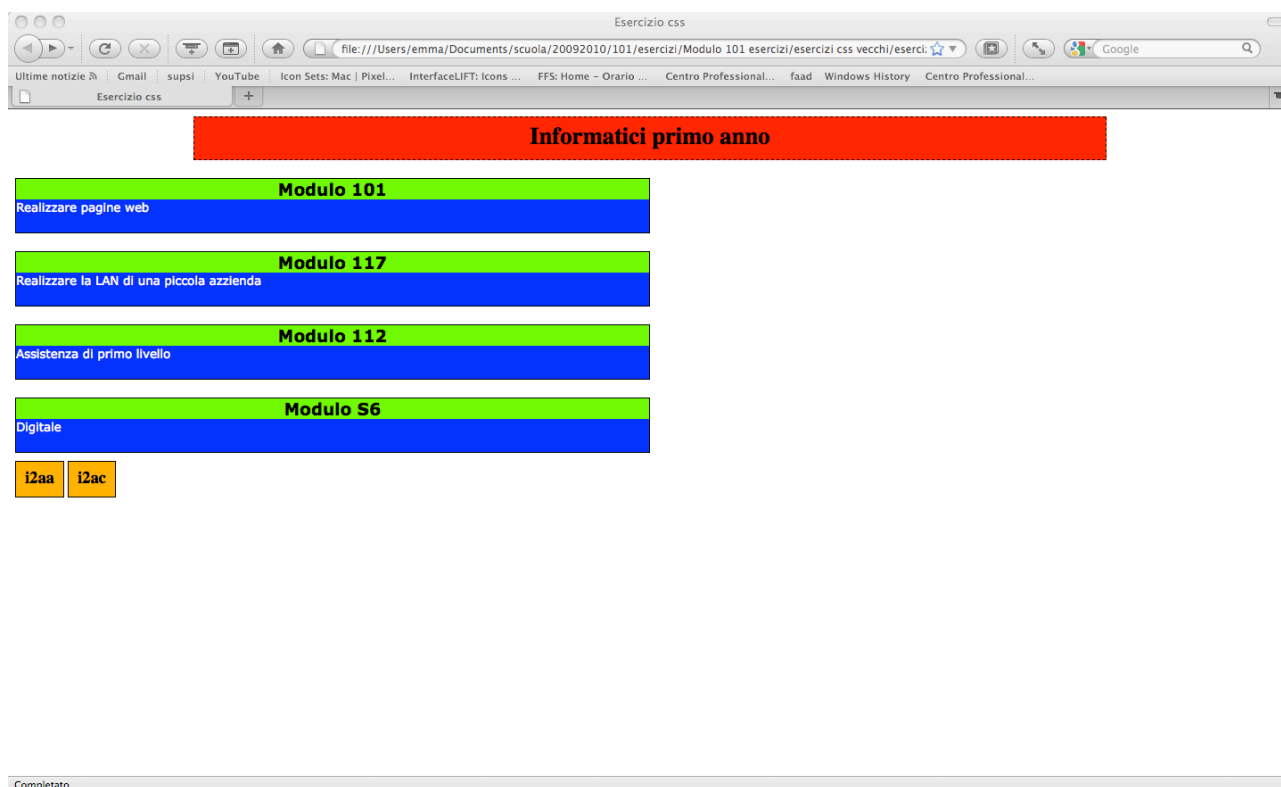 Esercizio css
file:///Users/emma/Documents/scuola/20092010/101/esercizi/Modulo 101 esercizi/esercizi css vecchi/eserci:
Google
Ultime notizie Gmail supsi YouTube Icon Sets: Mac | Pixel... InterfaceLIFT: Icons ... FFS: Home – Orario ... Centro Professional... faad Windows History Centro Professional...
Esercizio css
Informatici primo anno
Modulo 101
Realizzare pagine web
Modulo 117
Realizzare la LAN di una piccola azzienda
Modulo 112
Assistenza di primo livello
Modulo S6
Digitale
i2aa i2ac
Completato